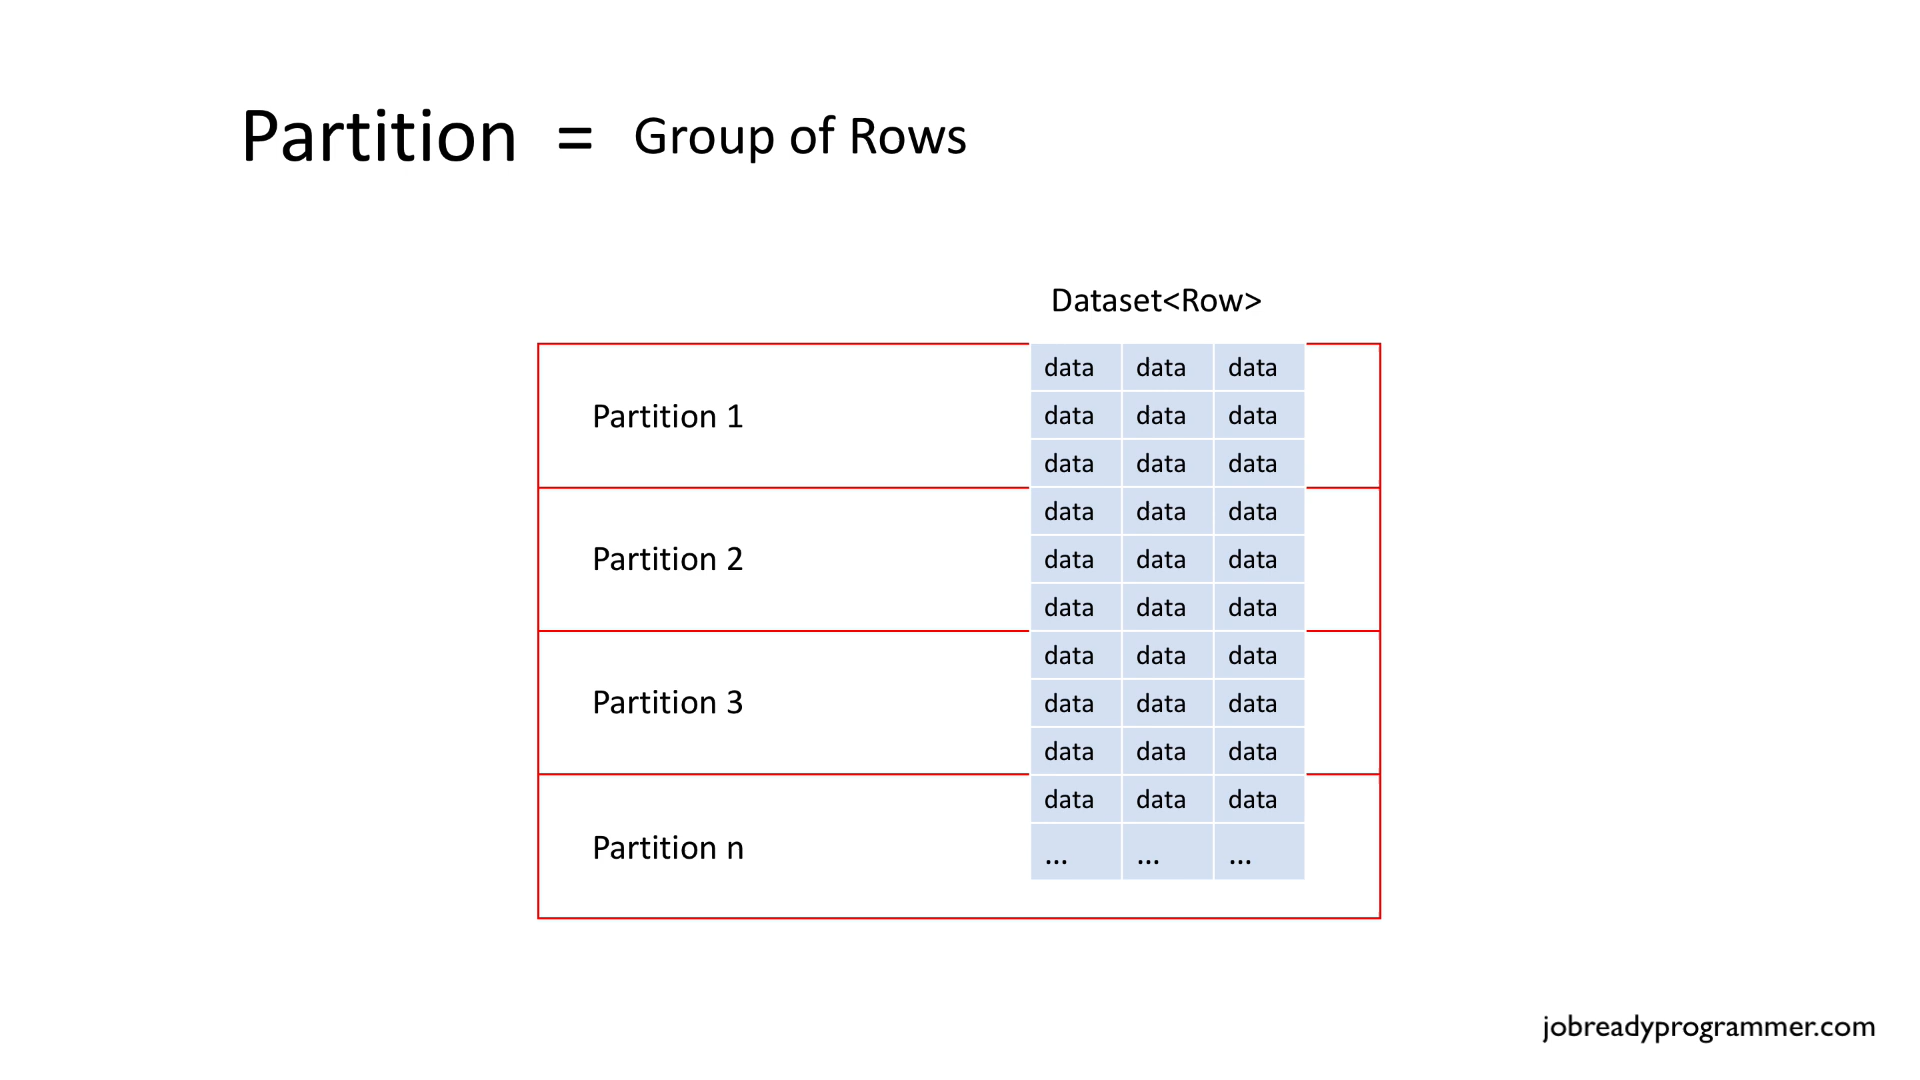 Partition = Group of Rows
Dataset<Row>
data data data
Partition 1 data data data
data data data
data data data
Partition 2 data data data
data data data
data data data
Partition 3 data data data
data data data
data data data
Partition n ... ... ...
jobreadyprogrammer.com